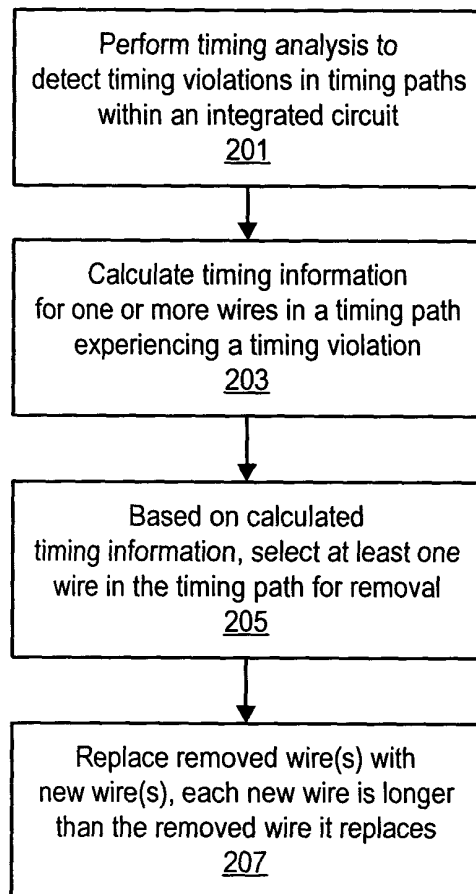 Perform timing analysis to
detect timing violations in timing paths
within an integrated circuit
201
Calculate timing information
for one or more wires in a timing path
experiencing a timing violation
203
Based on calculated
timing information, select at least one
wire in the timing path for removal
205
Replace removed wire(s) with
new wire(s), each new wire is longer
than the removed wire it replaces
207